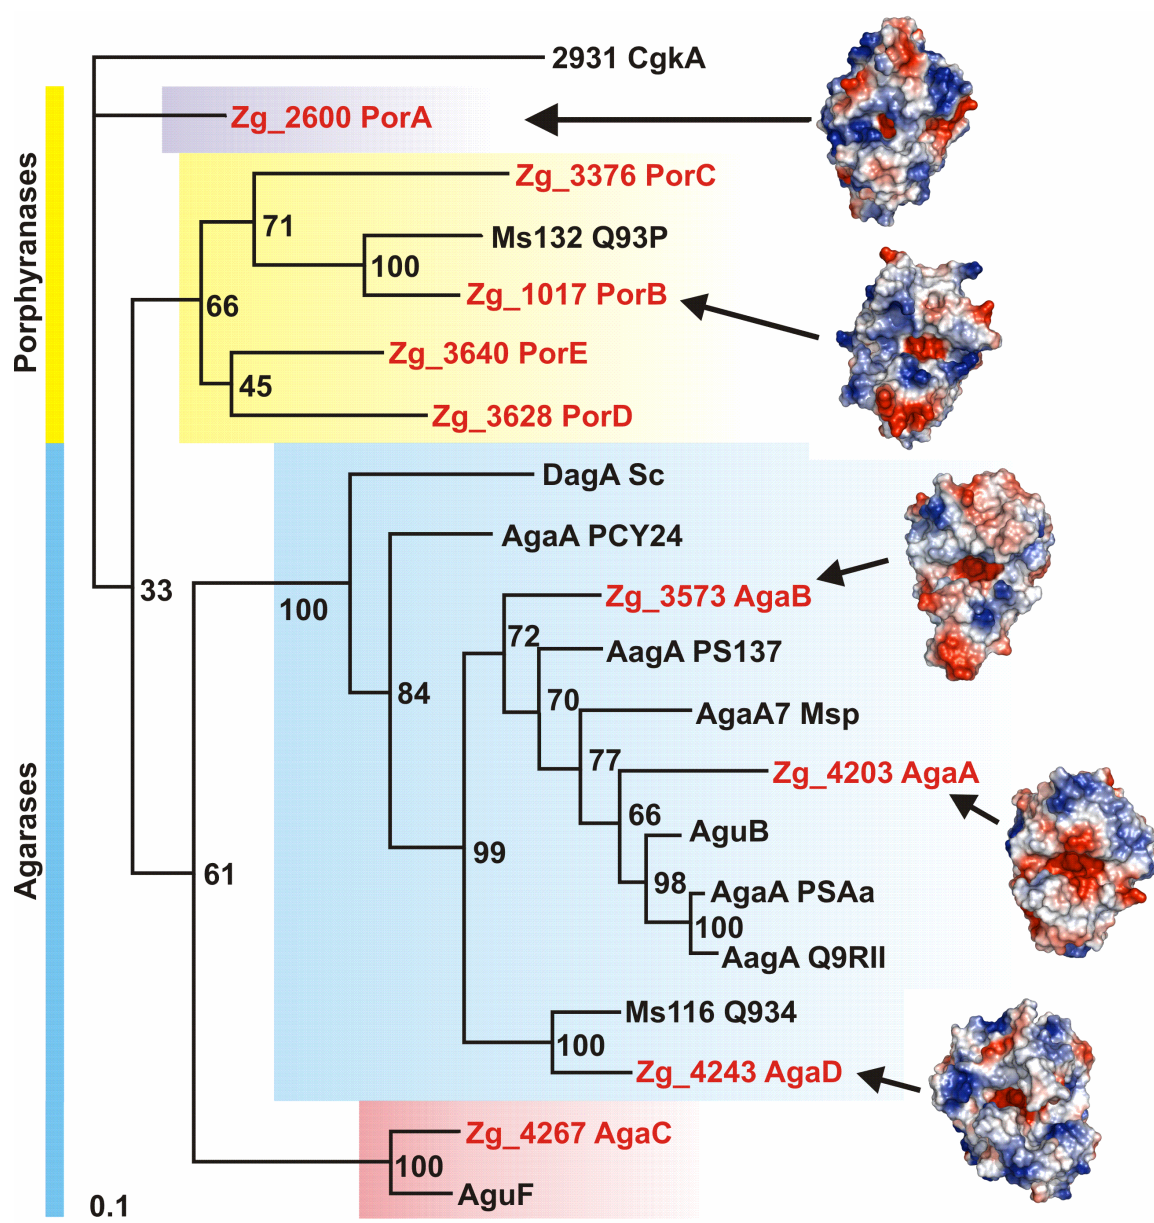 2931 CgkA
Zg_2600 PorA
Porphyranases
Zg_3376 PorC
71
Ms132 Q93P
100
Zg_1017 PorB
66
Zg_3640 PorE
45
Zg_3628 PorD
DagA Sc
AgaA PCY24
33
100
Zg_3573 AgaB
72
AagA PS137
84
70
AgaA7 Msp
77
Zg_4203 AgaA
66
AguB
Agarases
99
61
98
AgaA PSAa
100
AagA Q9RII
Ms116 Q934
100
Zg_4243 AgaD
Zg_4267 AgaC
100
AguF
0.1